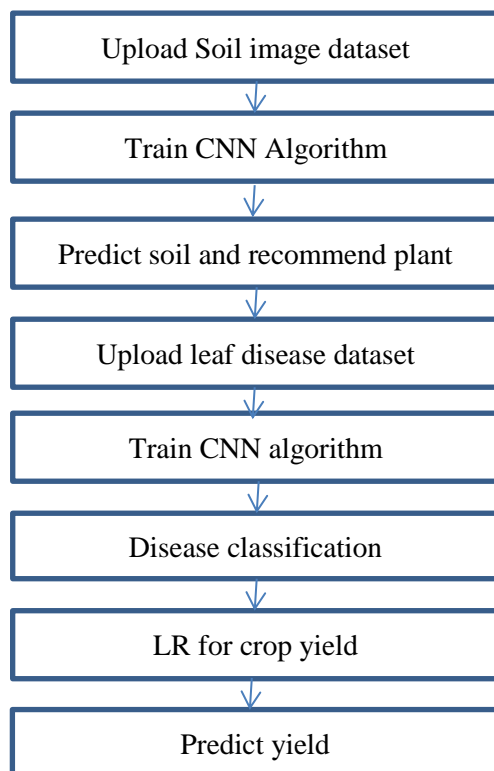 Upload Soil image dataset
Train CNN Algorithm
Predict soil and recommend plant
Upload leaf disease dataset
Train CNN algorithm
Disease classification
LR for crop yield
Predict yield